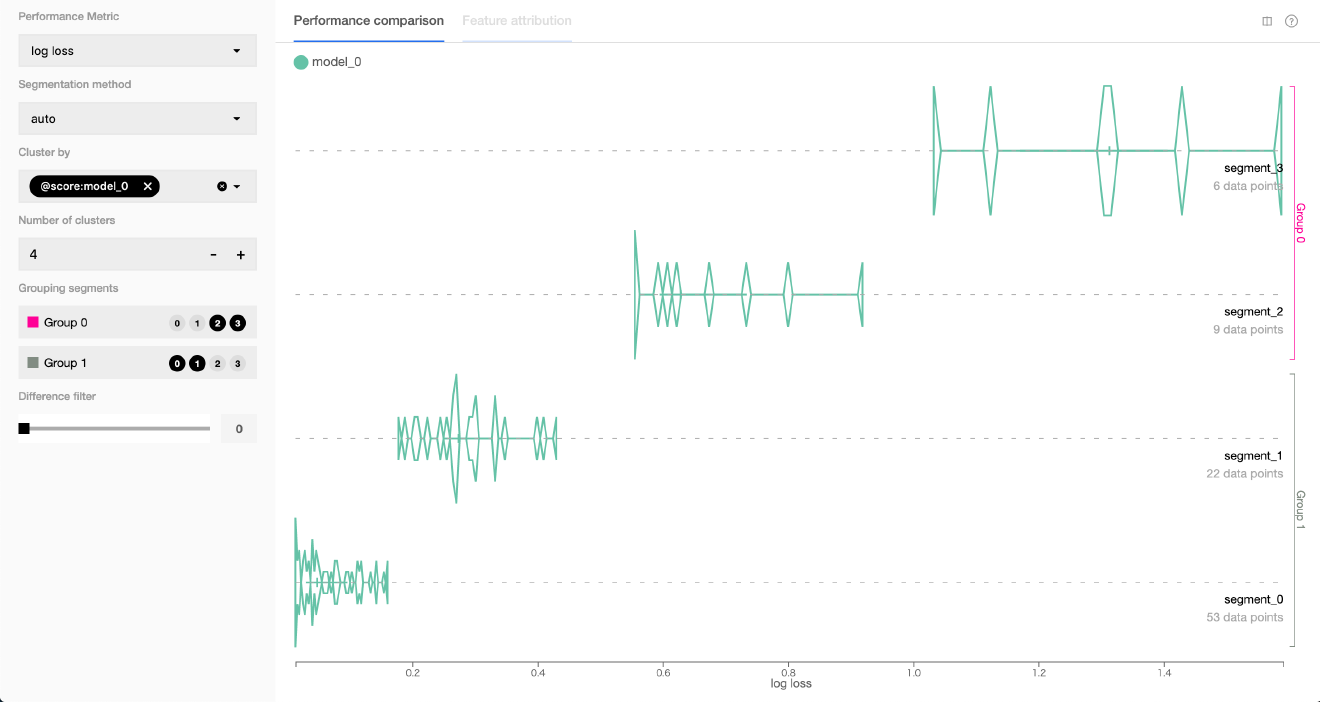 Performance Metric
log loss
Segmentation method
auto
Cluster by
@score:model_0
Number of clusters
4 - +
Grouping segments
Group 0 0 1 2 3
Group 1 0 1 2 3
Difference filter
0
Performance comparison Feature attribution
model_0
segment_3
6 data points
Group 0
segment_2
9 data points
segment_1
22 data points
Group 1
segment_0
53 data points
0.2 0.4 0.6 0.8 1.0 1.2 1.4
log loss